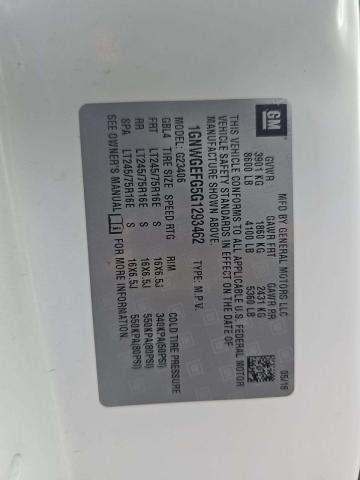 GM
MFD BY GENERAL MOTORS LLC 05/16
GVWR GAWR FRT GAWR RR
3901 KG 1860 KG 2431 KG
8600 LB 4100 LB 5360 LB
THIS VEHICLE CONFORMS TO ALL APPLICABLE U.S. FEDERAL MOTOR
VEHICLE SAFETY STANDARDS IN EFFECT ON THE DATE OF
MANUFACTURE SHOWN ABOVE.
1GNWGEFG5G1293462 TYPE: M.P.V.
MODEL: G23406
GBL4 TIRE SIZE SPEED RTG RIM COLD TIRE PRESSURE
FRT LT245/75R16E S 16X6.5J 340KPA(50PSI)
RR LT245/75R16E S 16X6.5J 550KPA(80PSI)
SPA LT245/75R16E S 16X6.5J 550KPA(80PSI)
SEE OWNER'S MANUAL FOR MORE INFORMATION